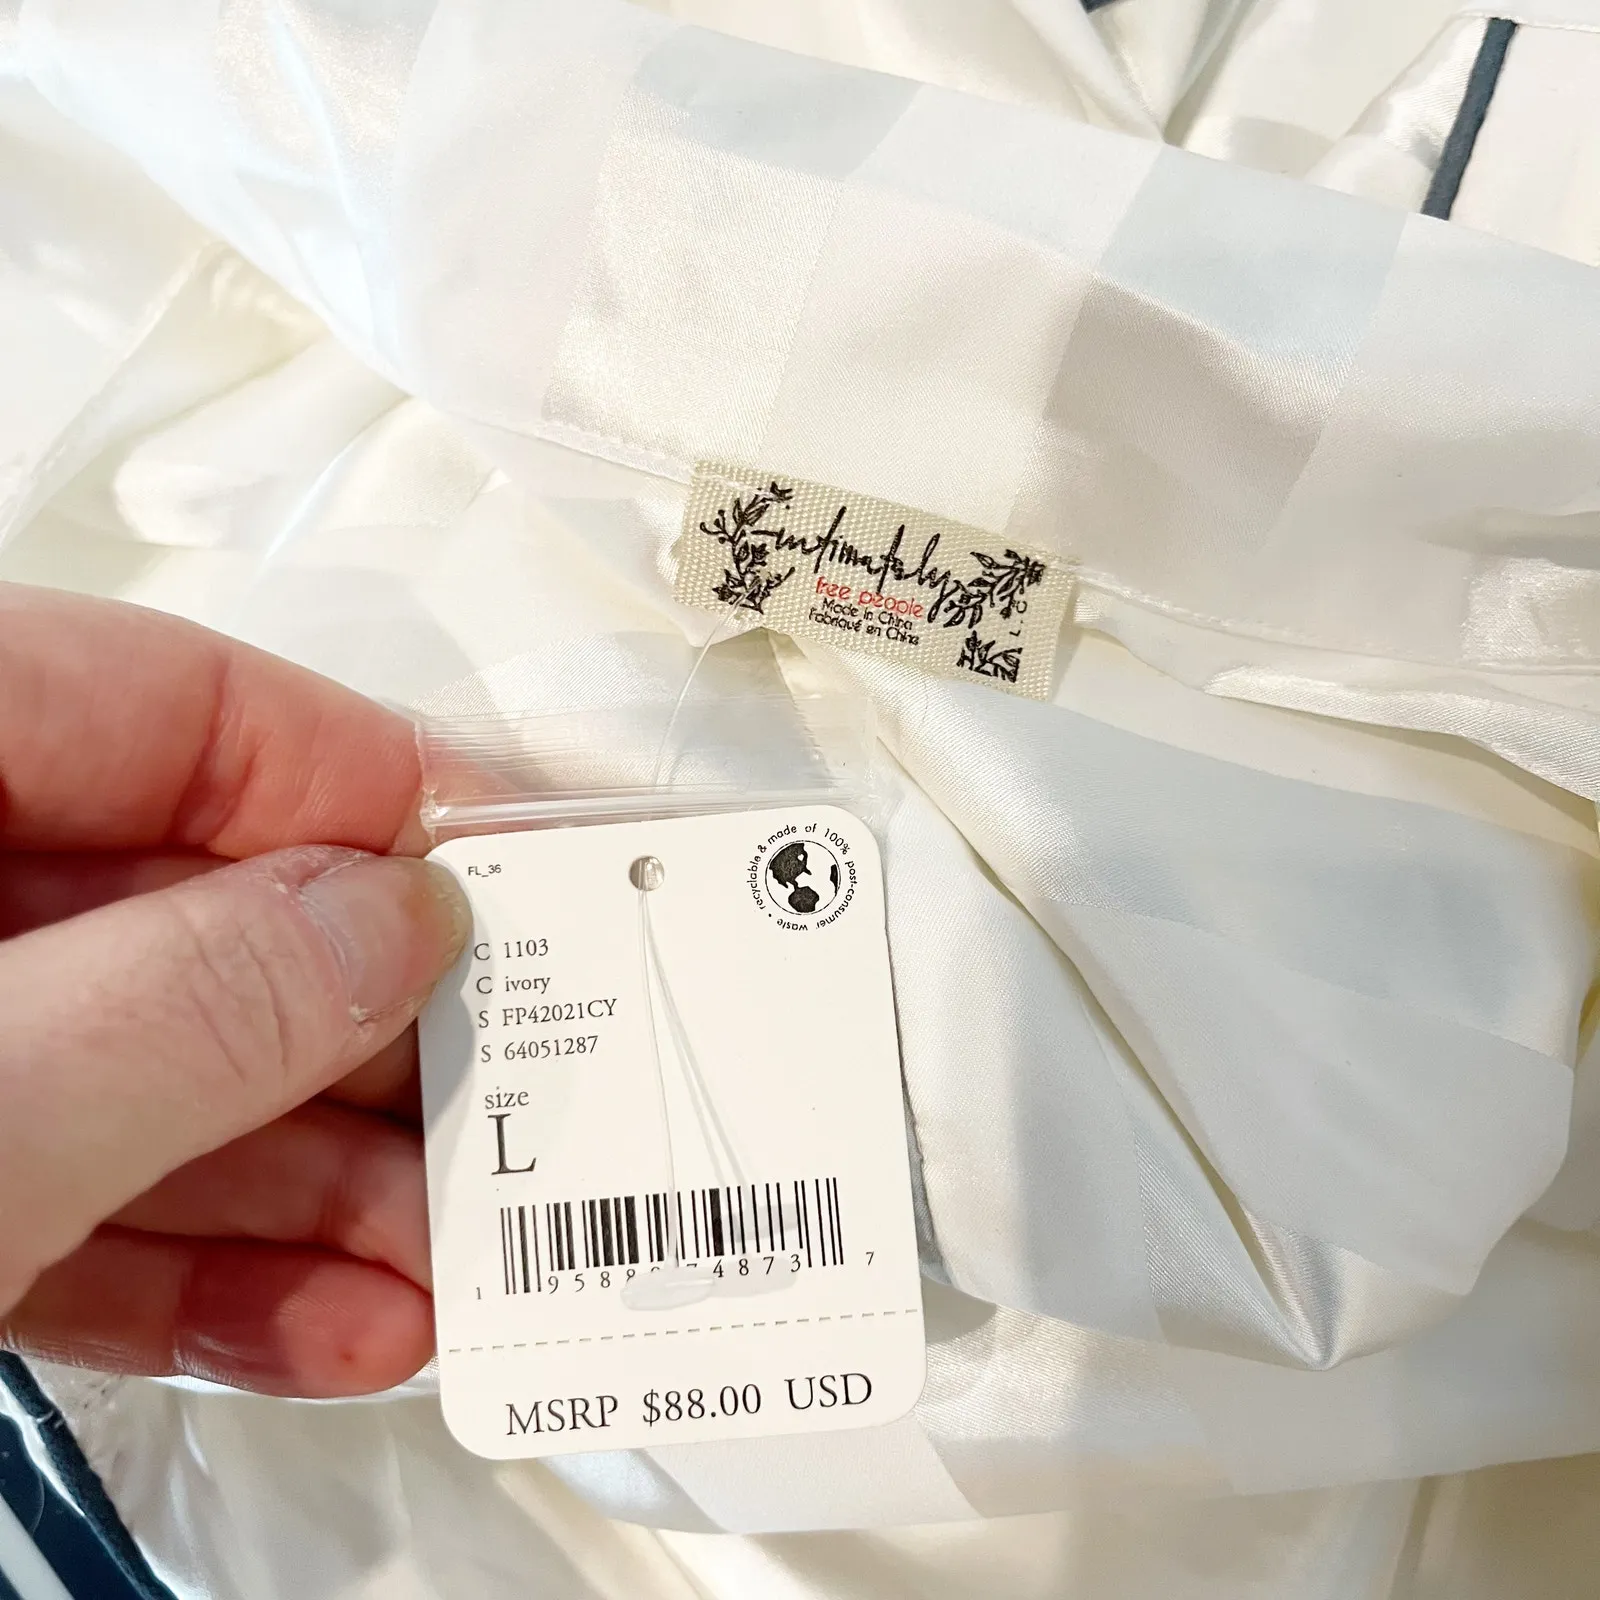 intimately
free people
Made in China
Fabriqué en China
FL_36
recyclable & made of 100% post-consumer waste •
C 1103
C ivory
S FP42021CY
S 64051287
size
L
MSRP $88.00 USD